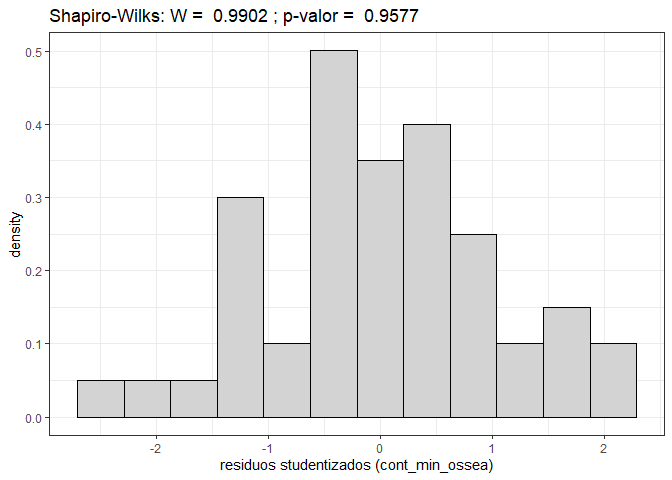 Shapiro-Wilks: W =  0.9902 ; p-valor =  0.9577
0.5
0.4
0.3
0.2
0.1
0.0
density
-2 -1 0 1 2
residuos studentizados (cont_min_ossea)